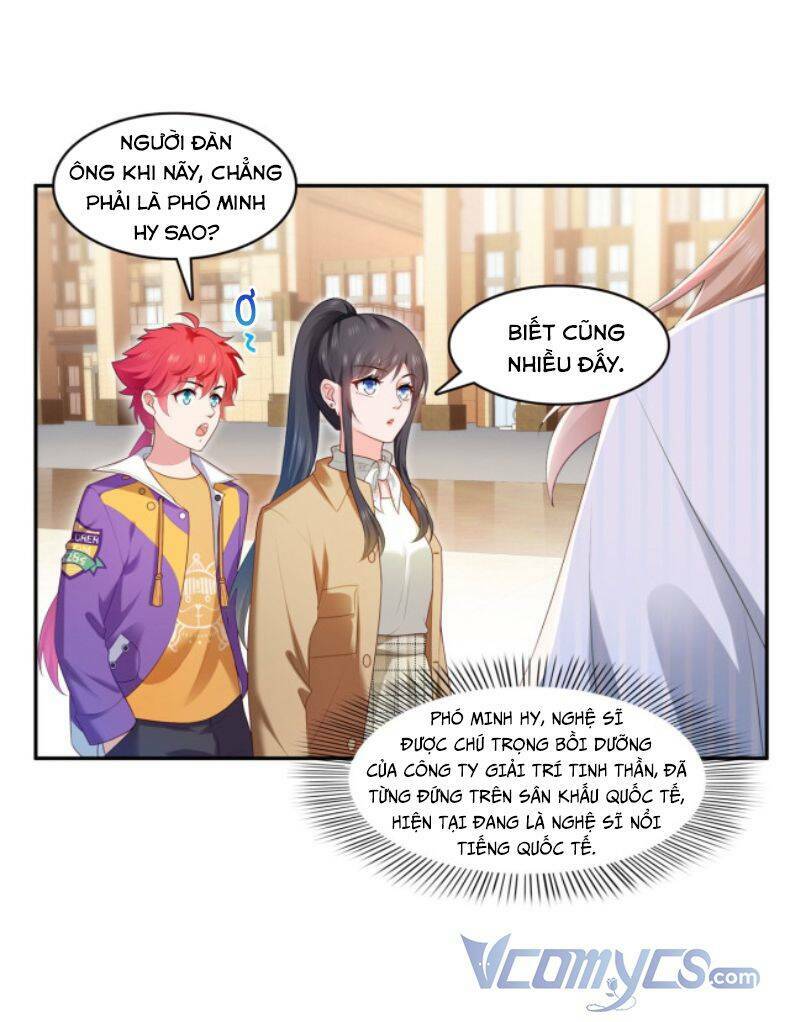 NGƯỜI ĐÀN
ÔNG KHI NÃY, CHẲNG
PHẢI LÀ PHÓ MINH
HY SAO?
Ơ~
BIẾT CŨNG
NHIỀU ĐẤY.
PHÓ MINH HY, NGHỆ SĨ
ĐƯỢC CHÚ TRỌNG BỒI DƯỠNG
CỦA CÔNG TY GIẢI TRÍ TINH THẦN, ĐÃ
TỪNG ĐỨNG TRÊN SÂN KHẤU QUỐC TẾ,
HIỆN TẠI ĐANG LÀ NGHỆ SĨ NỔI
TIẾNG QUỐC TẾ.
VCOMYCS.com